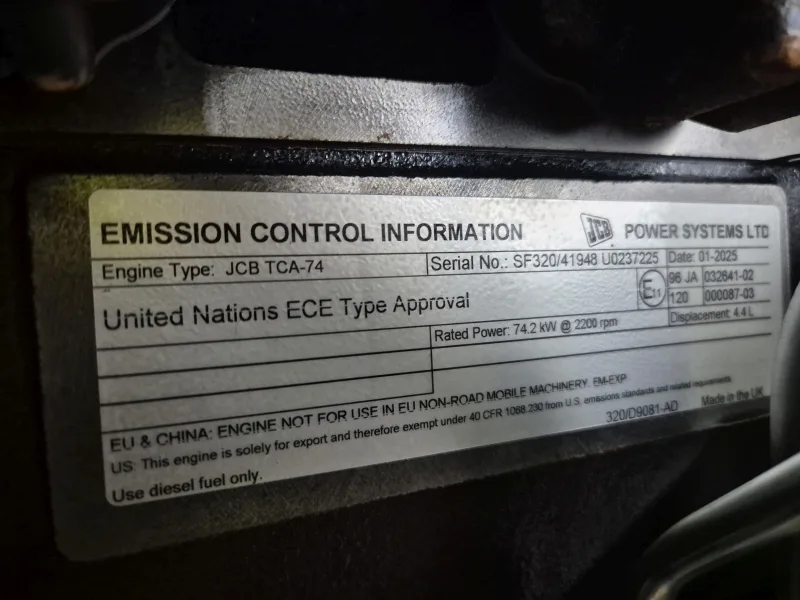 EMISSION CONTROL INFORMATION JCB POWER SYSTEMS LTD
Engine Type: JCB TCA-74 Serial No.: SF320/41948 U0237225 Date: 01-2025
United Nations ECE Type Approval E11 96 JA 032641-02
120 000087-03
Rated Power: 74.2 kW @ 2200 rpm Displacement: 4.4 L
EU & CHINA: ENGINE NOT FOR USE IN EU NON-ROAD MOBILE MACHINERY. EM-EXP
US: This engine is solely for export and therefore exempt under 40 CFR 1068.230 from U.S. emissions standards and related requirements.
Use diesel fuel only. 320/D9081-AD Made in the UK